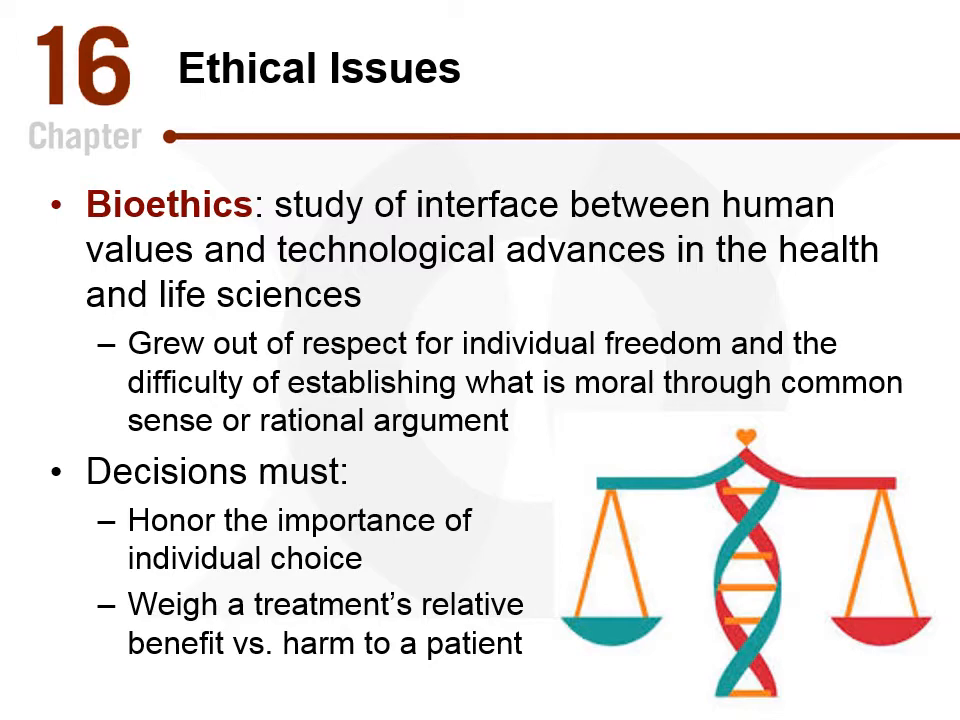 16
Chapter
Ethical Issues
• Bioethics: study of interface between human
values and technological advances in the health
and life sciences
– Grew out of respect for individual freedom and the
difficulty of establishing what is moral through common
sense or rational argument
• Decisions must:
– Honor the importance of
individual choice
– Weigh a treatment’s relative
benefit vs. harm to a patient